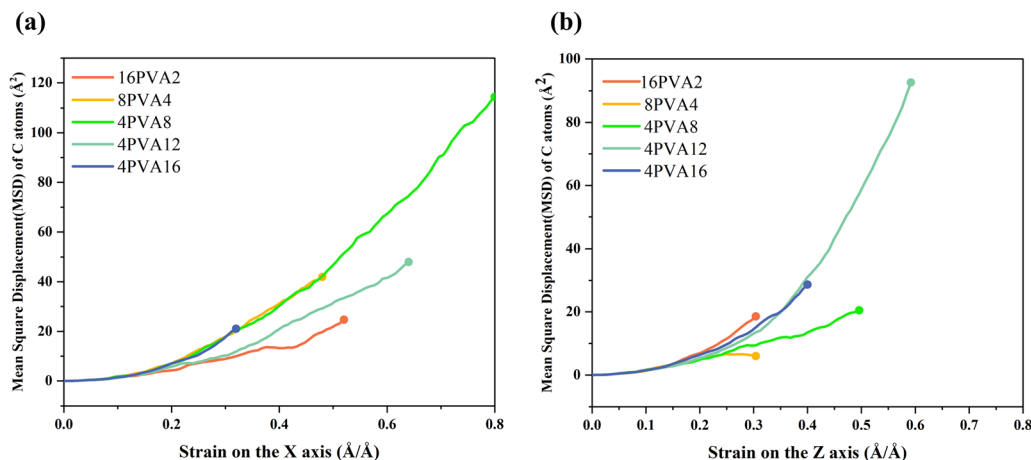 (a)
Mean Square Displacement(MSD) of C atoms (Å²)
120
100
80
60
40
20
0
16PVA2
8PVA4
4PVA8
4PVA12
4PVA16
0.0 0.2 0.4 0.6 0.8
Strain on the X axis (Å/Å)
(b)
Mean Square Displacement(MSD) of C atoms (Å²)
100
80
60
40
20
0
16PVA2
8PVA4
4PVA8
4PVA12
4PVA16
0.0 0.1 0.2 0.3 0.4 0.5 0.6 0.7 0.8
Strain on the Z axis (Å/Å)